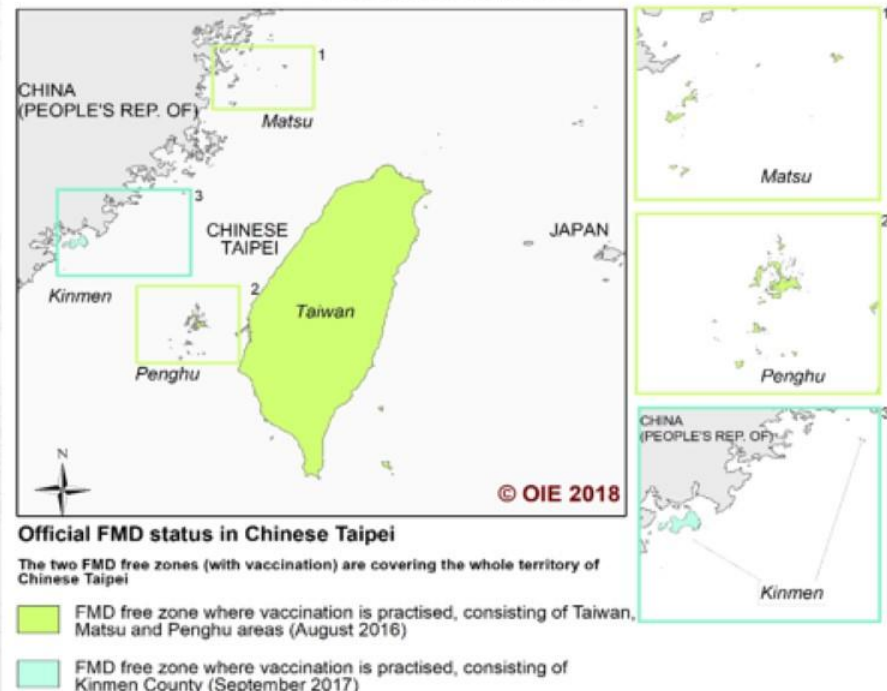 CHINA
(PEOPLE'S REP. OF)
1
Matsu
3
CHINESE
TAIPEI
JAPAN
Kinmen
2
Taiwan
Penghu
N
© OIE 2018
1
Matsu
2
Penghu
3
CHINA
(PEOPLE'S REP. OF)
Kinmen
Official FMD status in Chinese Taipei
The two FMD free zones (with vaccination) are covering the whole territory of
Chinese Taipei
FMD free zone where vaccination is practised, consisting of Taiwan,
Matsu and Penghu areas (August 2016)
FMD free zone where vaccination is practised, consisting of
Kinmen County (September 2017)